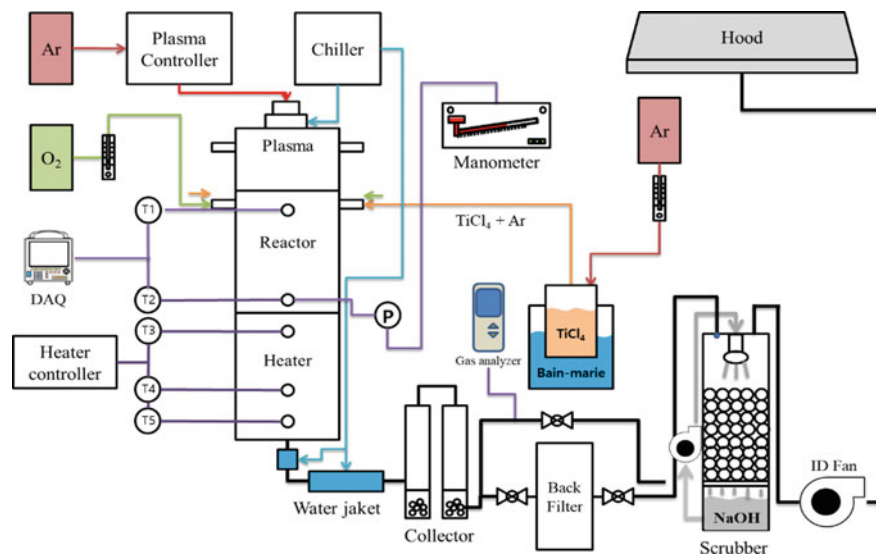 Ar
Plasma
Controller
Chiller
Hood
O₂
Plasma
Manometer
Ar
T1
TiCl₄ + Ar
Reactor
DAQ
T2
P
T3
Heater
controller
Heater
Gas analyzer
TiCl₄
Bain-marie
T4
T5
Water jaket
Collector
Back
Filter
NaOH
Scrubber
ID Fan